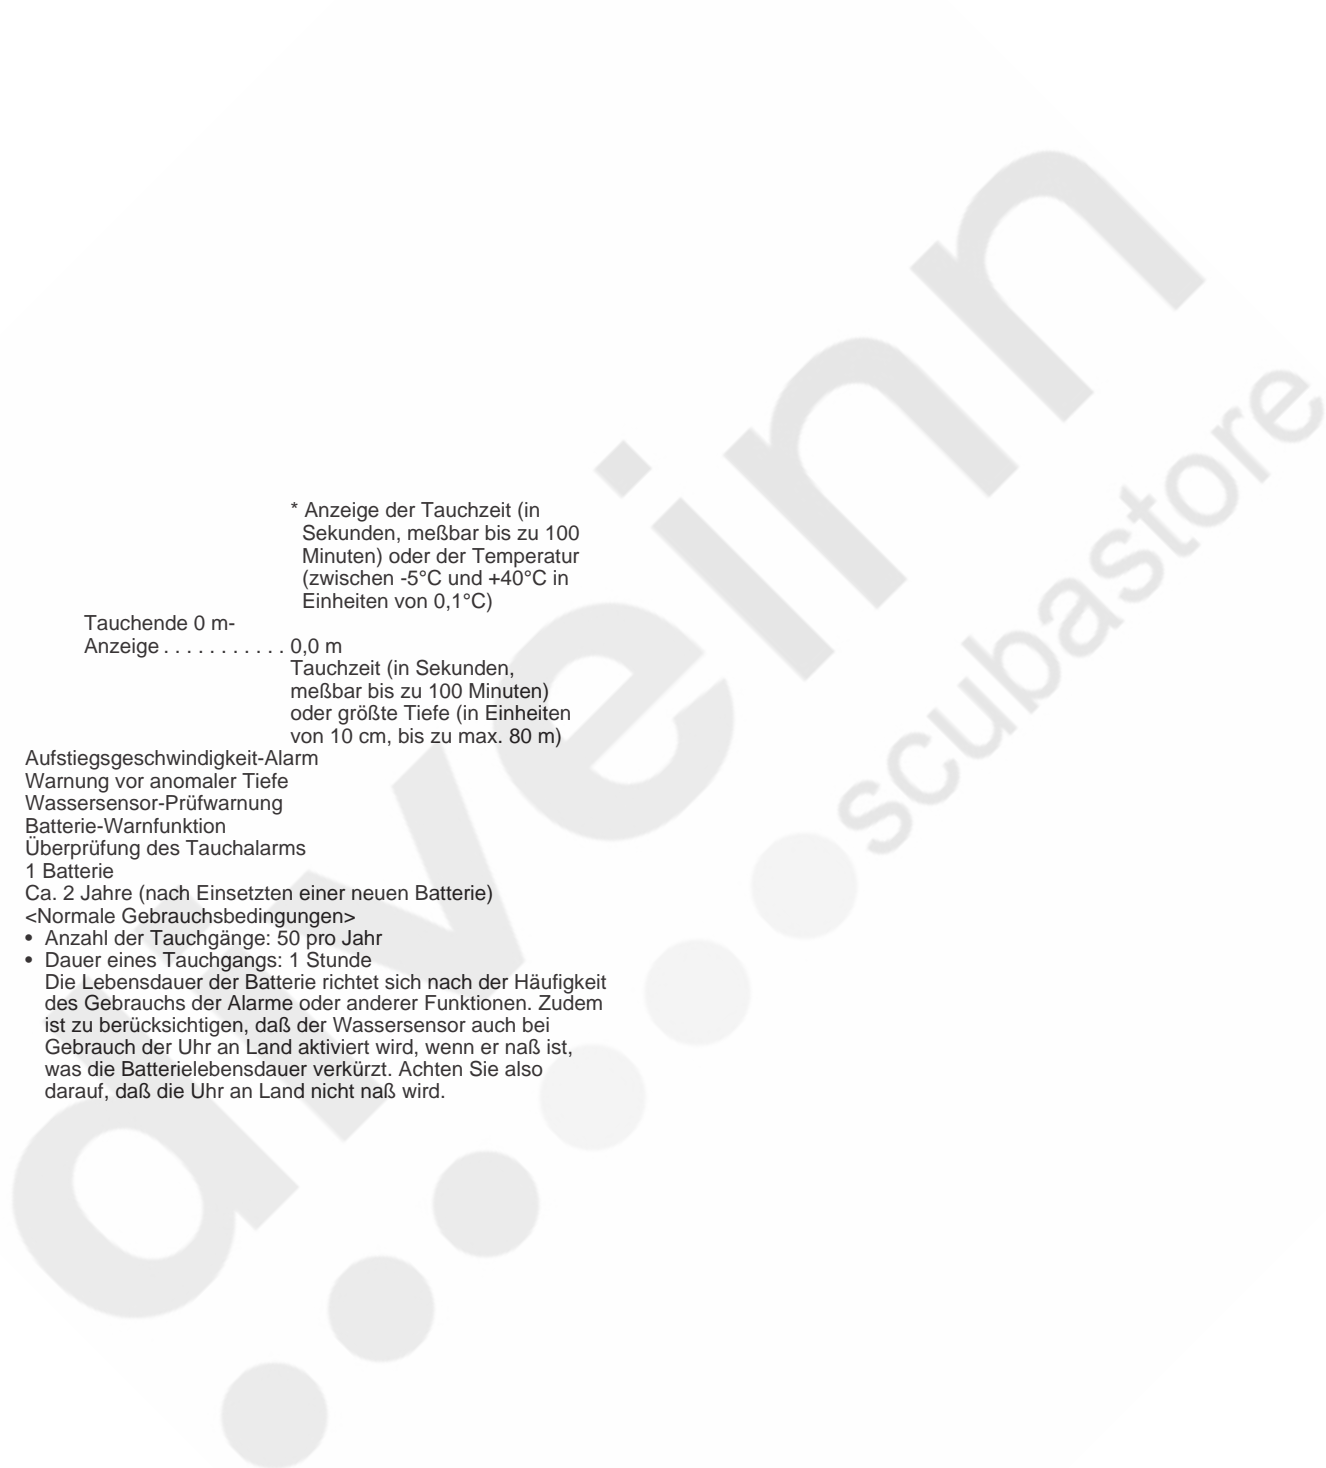 * Anzeige der Tauchzeit (in
Sekunden, meßbar bis zu 100
Minuten) oder der Temperatur
(zwischen -5°C und +40°C in
Einheiten von 0,1°C)
Tauchende 0 m-
Anzeige . . . . . . . . . . . 0,0 m
Tauchzeit (in Sekunden,
meßbar bis zu 100 Minuten)
oder größte Tiefe (in Einheiten
von 10 cm, bis zu max. 80 m)
Aufstiegsgeschwindigkeit-Alarm
Warnung vor anomaler Tiefe
Wassersensor-Prüfwarnung
Batterie-Warnfunktion
Überprüfung des Tauchalarms
1 Batterie
Ca. 2 Jahre (nach Einsetzten einer neuen Batterie)
<Normale Gebrauchsbedingungen>
• Anzahl der Tauchgänge: 50 pro Jahr
• Dauer eines Tauchgangs: 1 Stunde
Die Lebensdauer der Batterie richtet sich nach der Häufigkeit
des Gebrauchs der Alarme oder anderer Funktionen. Zudem
ist zu berücksichtigen, daß der Wassersensor auch bei
Gebrauch der Uhr an Land aktiviert wird, wenn er naß ist,
was die Batterielebensdauer verkürzt. Achten Sie also
darauf, daß die Uhr an Land nicht naß wird.
diveinn
scubastore